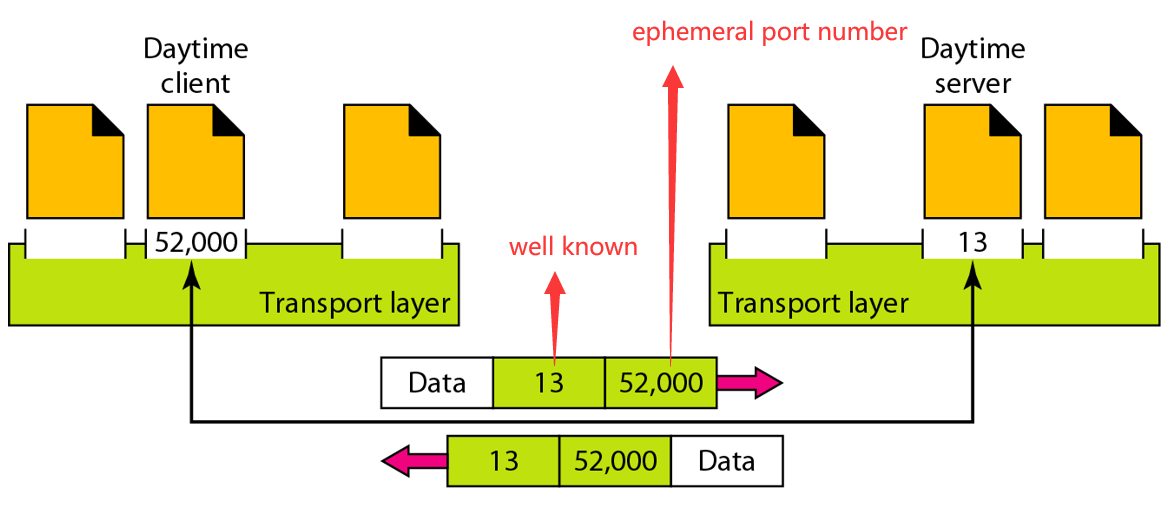 ephemeral port number
Daytime
client
Daytime
server
52,000
13
well known
Transport layer
Transport layer
Data 13 52,000
13 52,000 Data